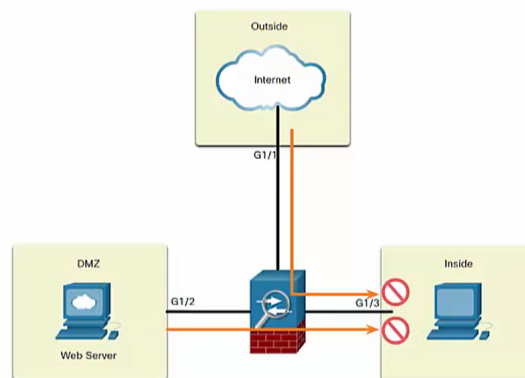 Outside
Internet
G1/1
DMZ
Inside
G1/2
G1/3
Web Server